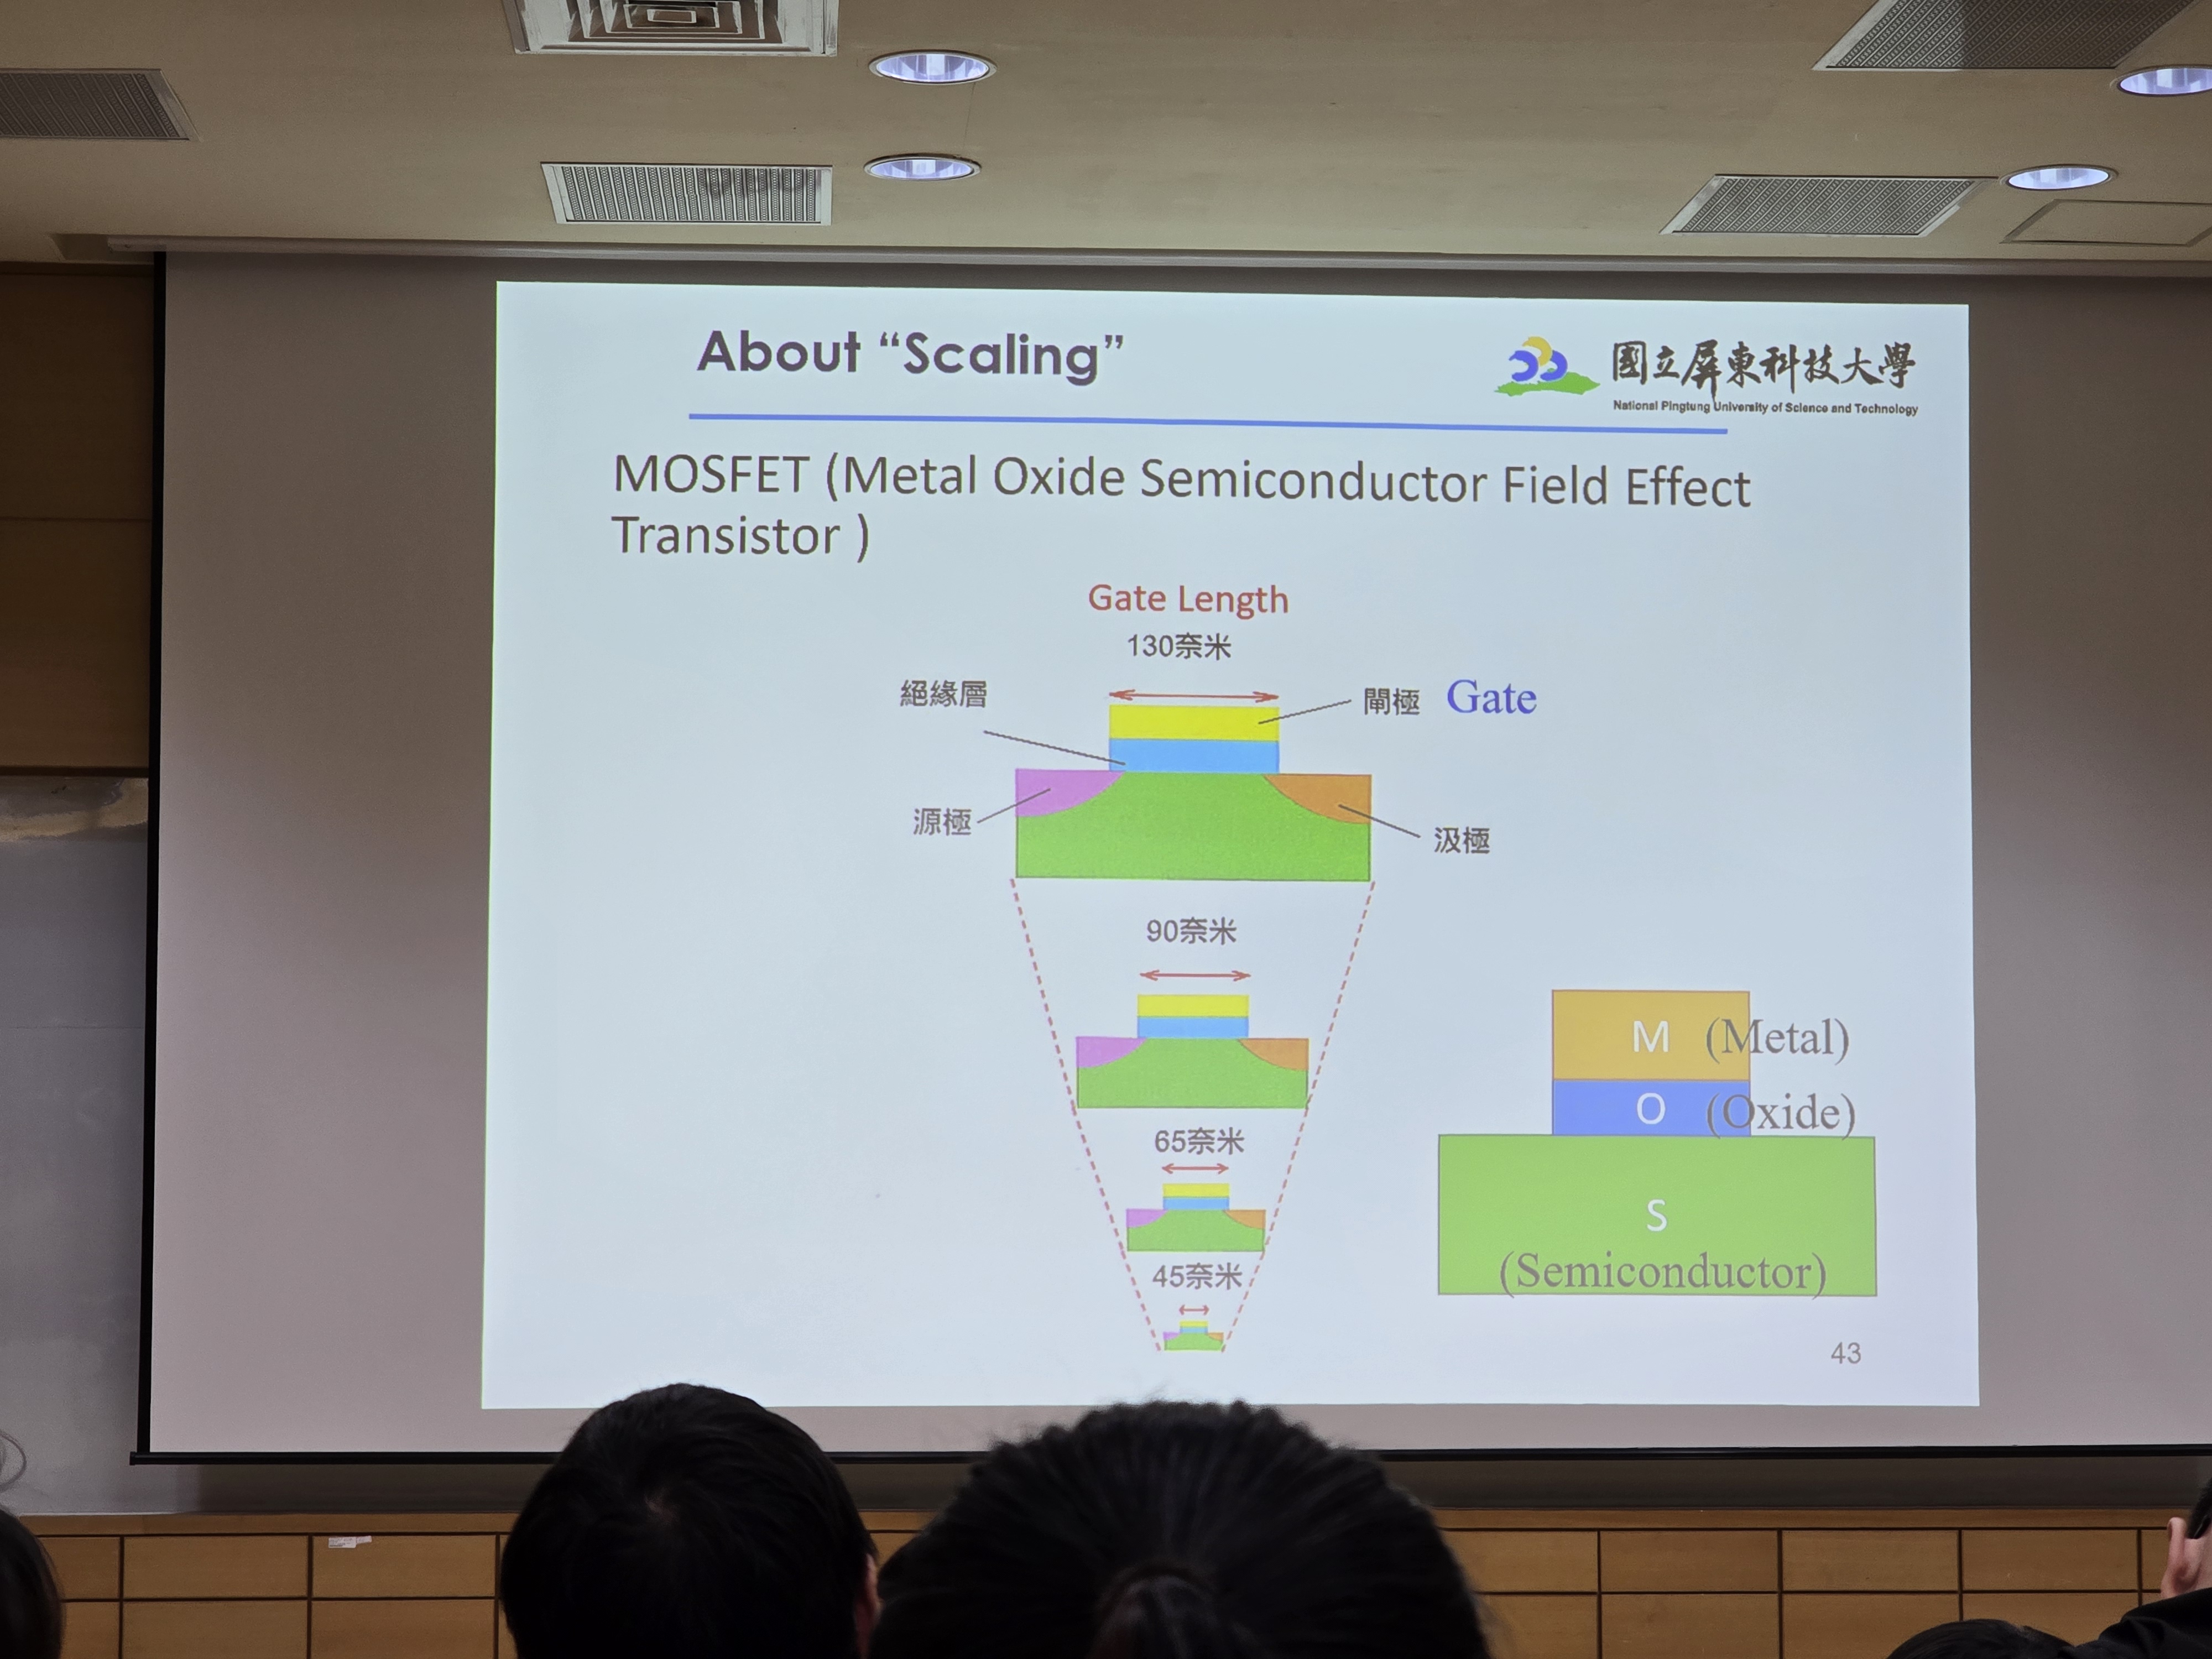 About “Scaling”
國立屏東科技大學
National Pingtung University of Science and Technology
MOSFET (Metal Oxide Semiconductor Field Effect
Transistor )
Gate Length
130奈米
絕緣層
閘極 Gate
源極
汲極
90奈米
65奈米
45奈米
M (Metal)
O (Oxide)
S
(Semiconductor)
43